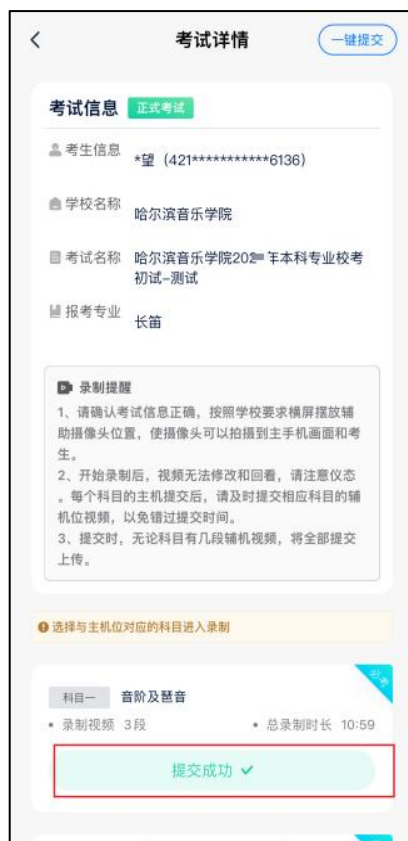 考试详情
一键提交
考试信息 正式考试
考生信息 *望（421***********6136）
学校名称 哈尔滨音乐学院
考试名称 哈尔滨音乐学院202 年本科专业校考
初试-测试
报考专业 长笛
录制提醒
1、请确认考试信息正确，按照学校要求横屏摆放辅
助摄像头位置，使摄像头可以拍摄到主手机画面和考
生。
2、开始录制后，视频无法修改和回看，请注意仪态
。每个科目的主机提交后，请及时提交相应科目的辅
机位视频，以免错过提交时间。
3、提交时，无论科目有几段辅机视频，将全部提交
上传。
选择与主机位对应的科目进入录制
必考
科目一 音阶及琶音
• 录制视频 3段 • 总录制时长 10:59
提交成功 ✓